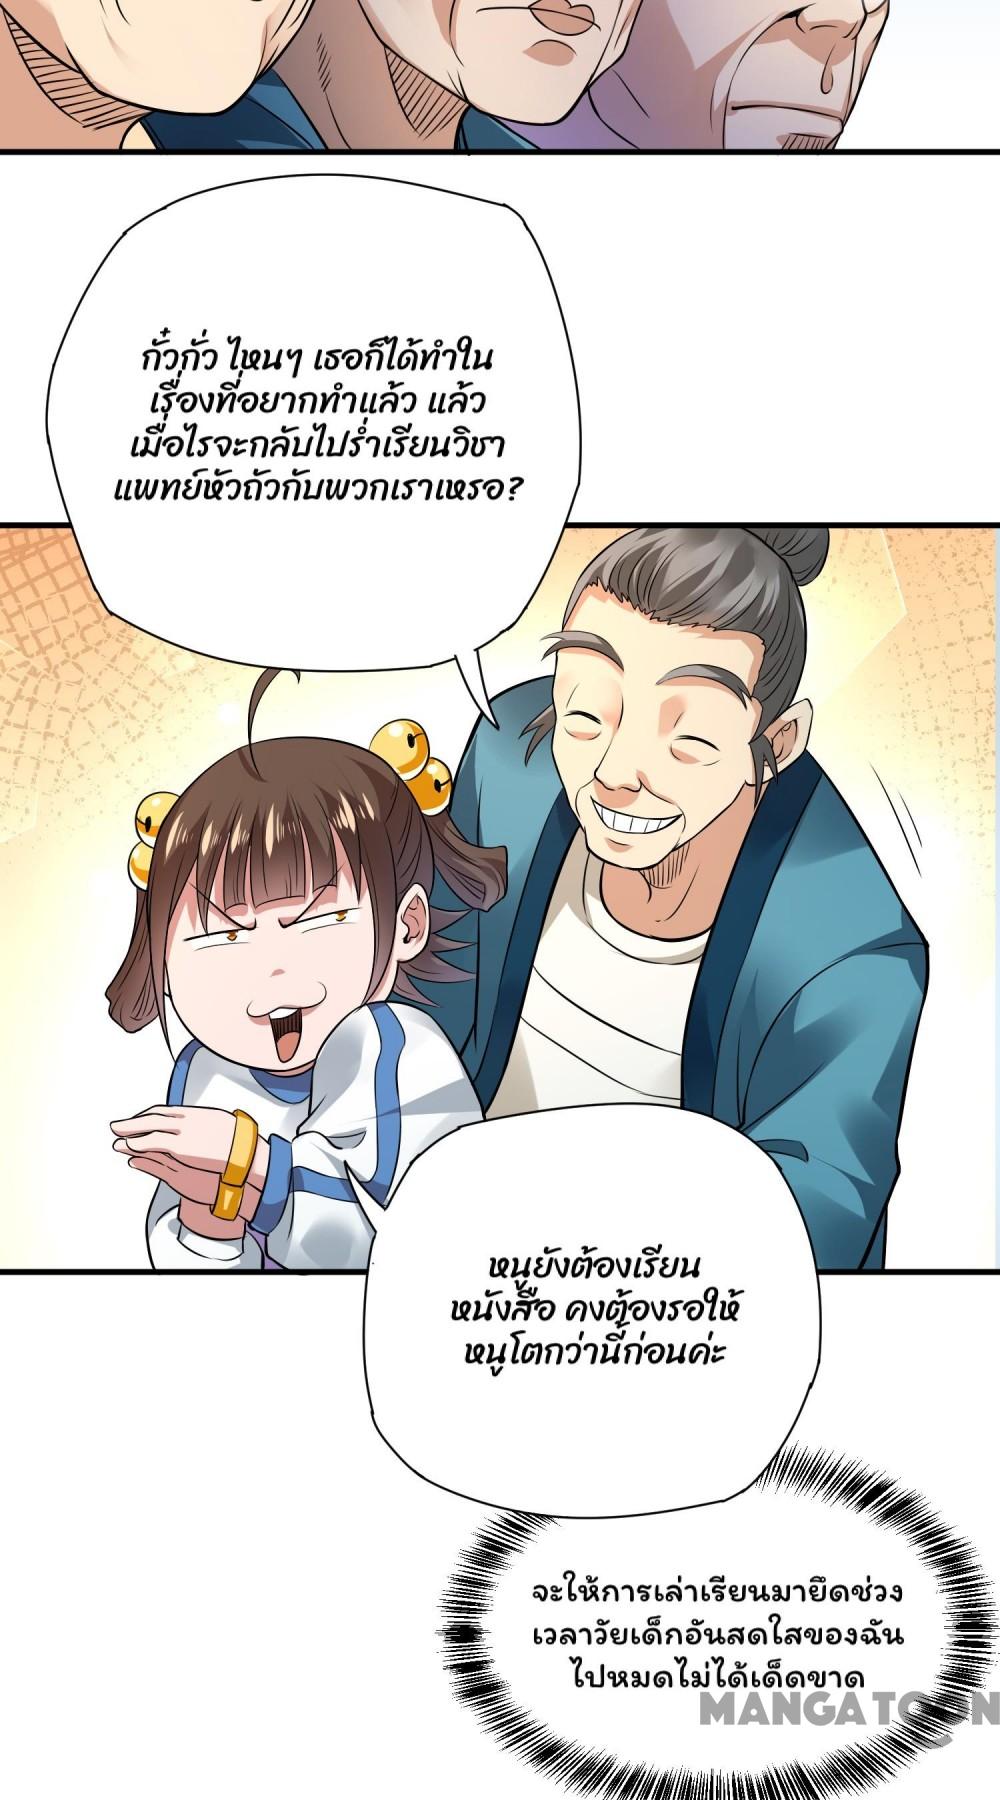 กั๋วกั่ว ไหนๆ เธอก็ได้ทำใน
เรื่องที่อยากทำแล้ว แล้ว
เมื่อไรจะกลับไปร่ำเรียนวิชา
แพทย์หัวถัวกับพวกเราเหรอ?
หนูยังต้องเรียน
หนังสือ คงต้องรอให้
หนูโตกว่านี้ก่อนค่ะ
จะให้การเล่าเรียนมายึดช่วง
เวลาวัยเด็กอันสดใสของฉัน
ไปหมดไม่ได้เด็ดขาด
MANGA TOON